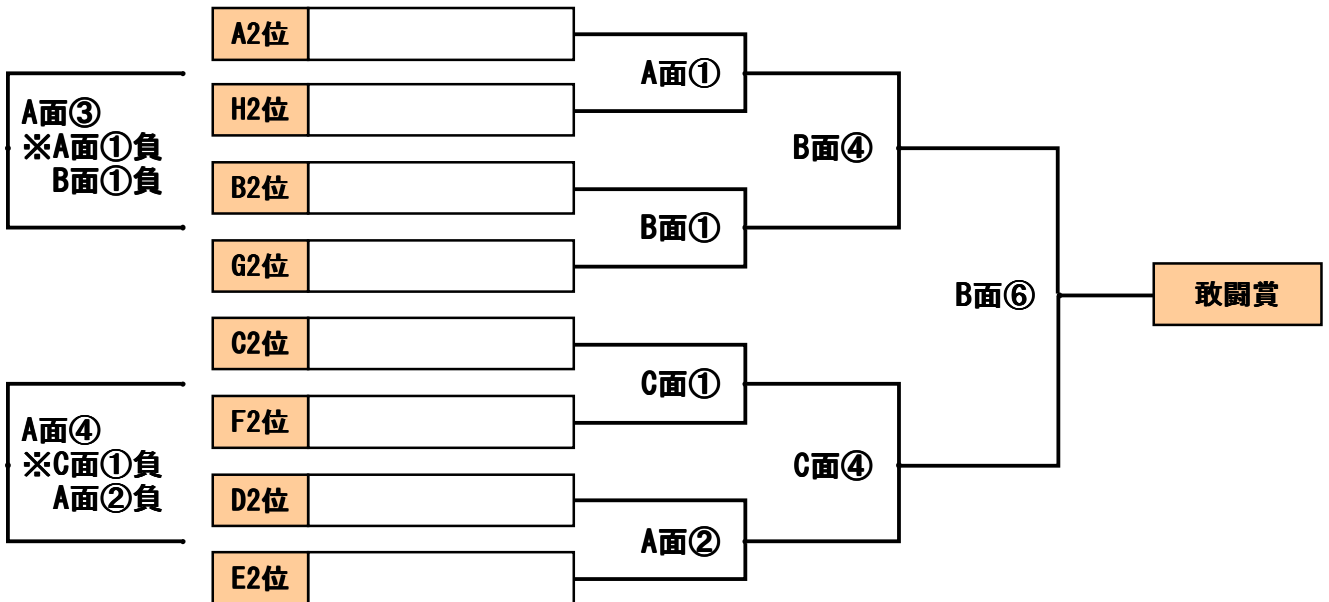 A2位
A面①
H2位
A面③
※A面①負
B面①負
B面④
B2位
B面①
G2位
B面⑥
敢闘賞
C2位
C面①
F2位
A面④
※C面①負
A面②負
C面④
D2位
A面②
E2位